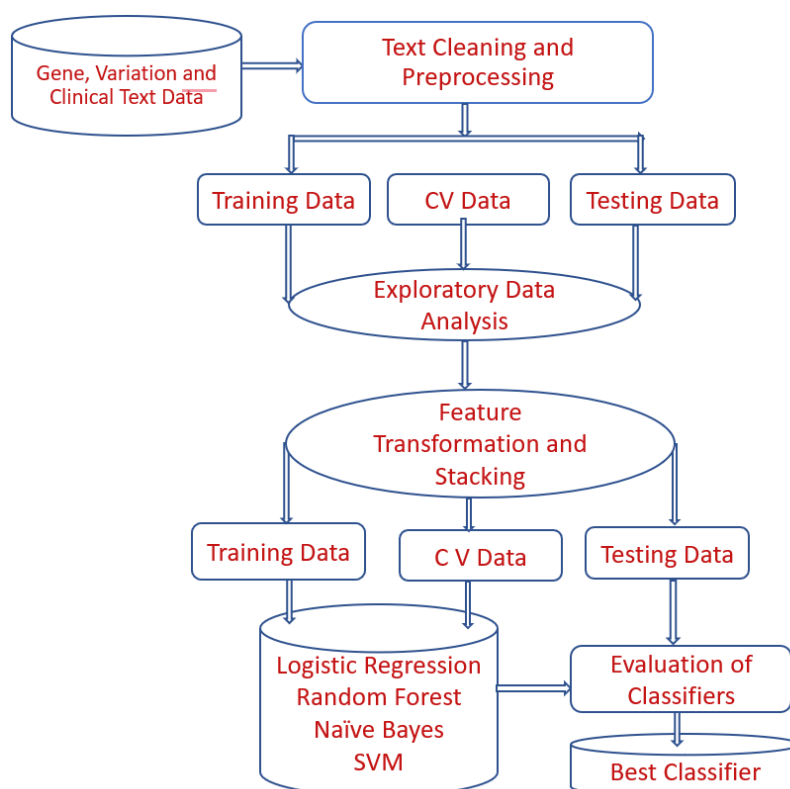 Gene, Variation and
Clinical Text Data
Text Cleaning and
Preprocessing
Training Data
CV Data
Testing Data
Exploratory Data
Analysis
Feature
Transformation and
Stacking
Training Data
C V Data
Testing Data
Logistic Regression
Random Forest
Naïve Bayes
SVM
Evaluation of
Classifiers
Best Classifier